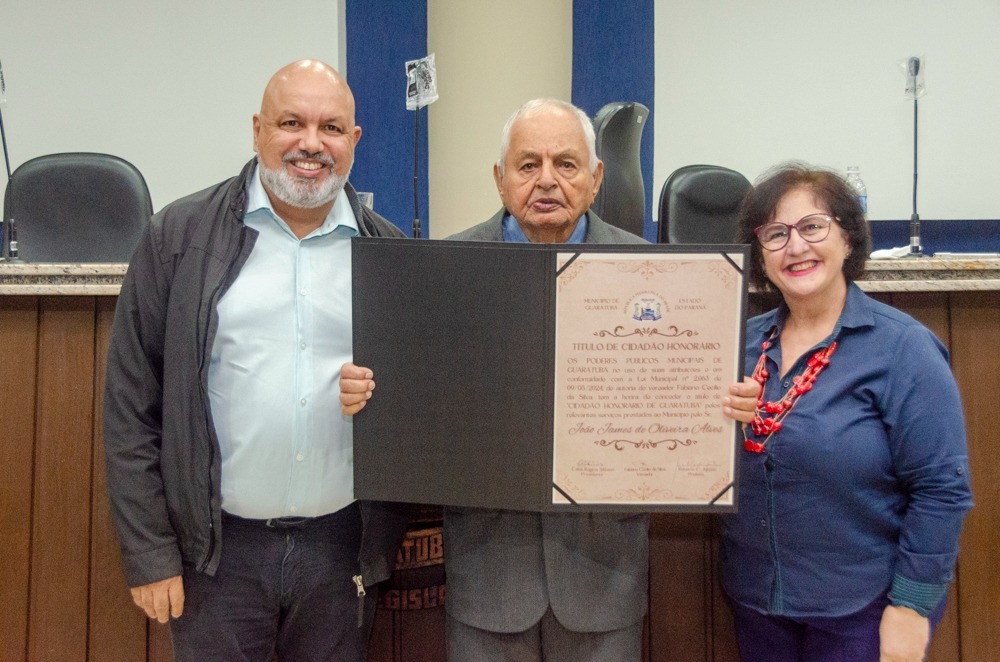 MUNICÍPIO DE
GUARATUBA
ESTADO
DO PARANÁ
TITULO DE CIDADÃO HONORÁRIO
OS PODERES PÚBLICOS MUNICIPAIS DE
GUARATUBA no uso de suas atribuições e em
conformidade com a Lei Municipal nº
de autoria do vereador Fabiano Cecilio
da Silva, tem a honra de conceder o título de
"CIDADÃO HONORÁRIO DE GUARATUBA" pelos
relevantes serviços prestados ao Município pelo Sr.
José James de Oliveira Alves
ATUB
LEGISL